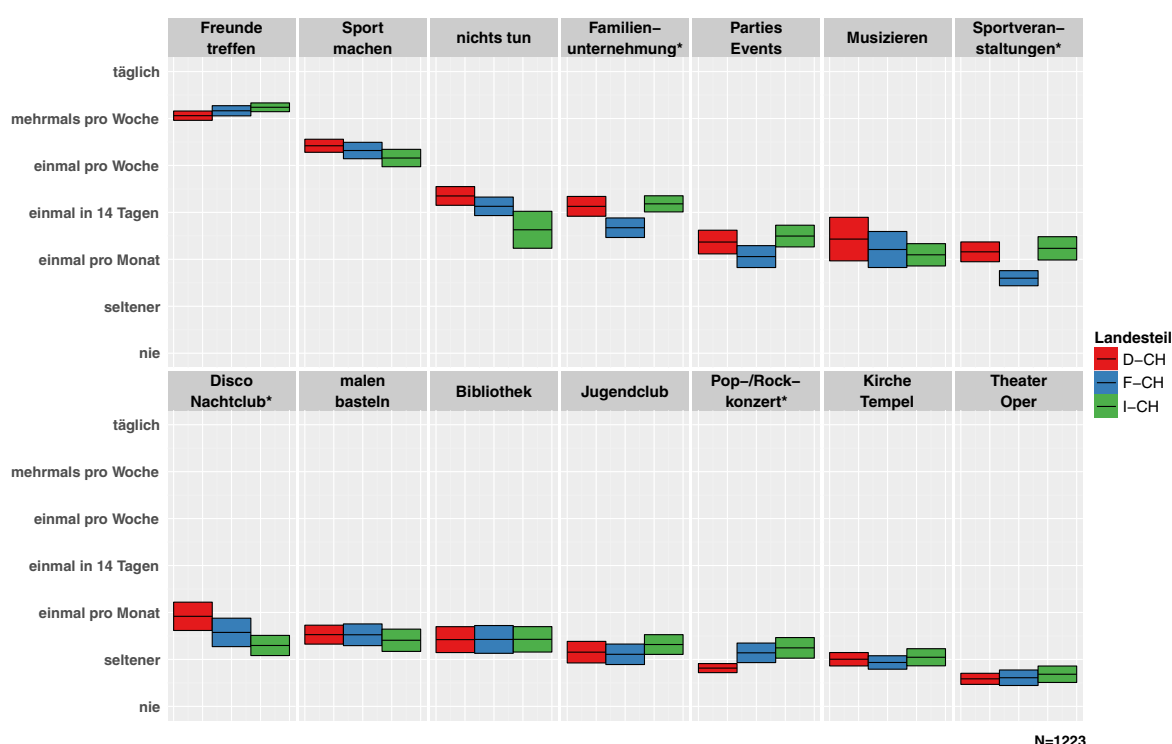 Freunde
treffen
Sport
machen
nichts tun
Familien−
unternehmung*
Parties
Events
Musizieren
Sportveran−
staltungen*
täglich
mehrmals pro Woche
einmal pro Woche
einmal in 14 Tagen
einmal pro Monat
seltener
nie
Landesteil
D−CH
F−CH
I−CH
Disco
Nachtclub*
malen
basteln
Bibliothek
Jugendclub
Pop−/Rock−
konzert*
Kirche
Tempel
Theater
Oper
täglich
mehrmals pro Woche
einmal pro Woche
einmal in 14 Tagen
einmal pro Monat
seltener
nie
N=1223